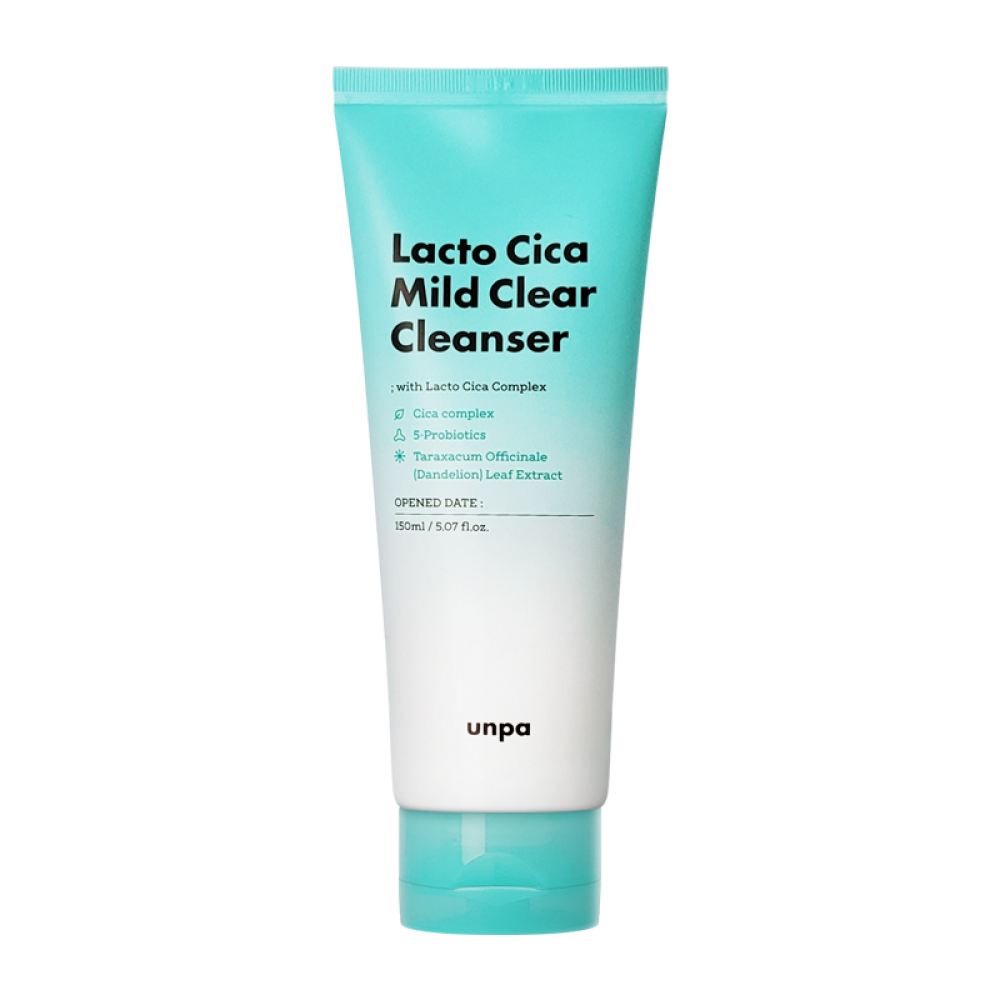 Lacto Cica
Mild Clear
Cleanser
; with Lacto Cica Complex
Cica complex
5-Probiotics
Taraxacum Officinale
(Dandelion) Leaf Extract
OPENED DATE :
150ml / 5.07 fl.oz.
unpa